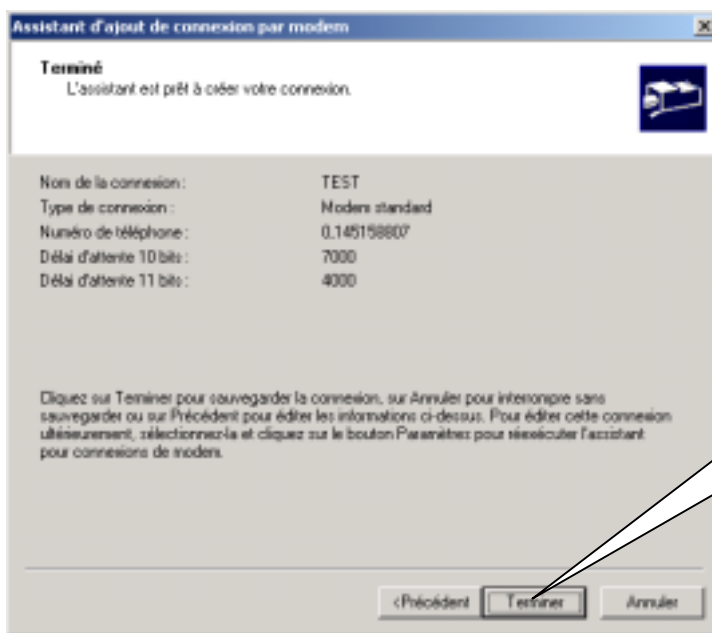 Assistant d'ajout de connexion par modem
Terminé
L'assistant est prêt à créer votre connexion.
Nom de la connexion : TEST
Type de connexion : Modem standard
Numéro de téléphone : 0,145158807
Délai d'attente 10 bits : 7000
Délai d'attente 11 bits : 4000
Cliquez sur Terminer pour sauvegarder la connexion, sur Annuler pour interrompre sans
sauvegarder ou sur Précédent pour éditer les informations ci-dessus. Pour éditer cette connexion
ultérieurement, sélectionnez-la et cliquez sur le bouton Paramètres pour réexécuter l'assistant
pour connexions de modem.
<Précédent Terminer Annuler